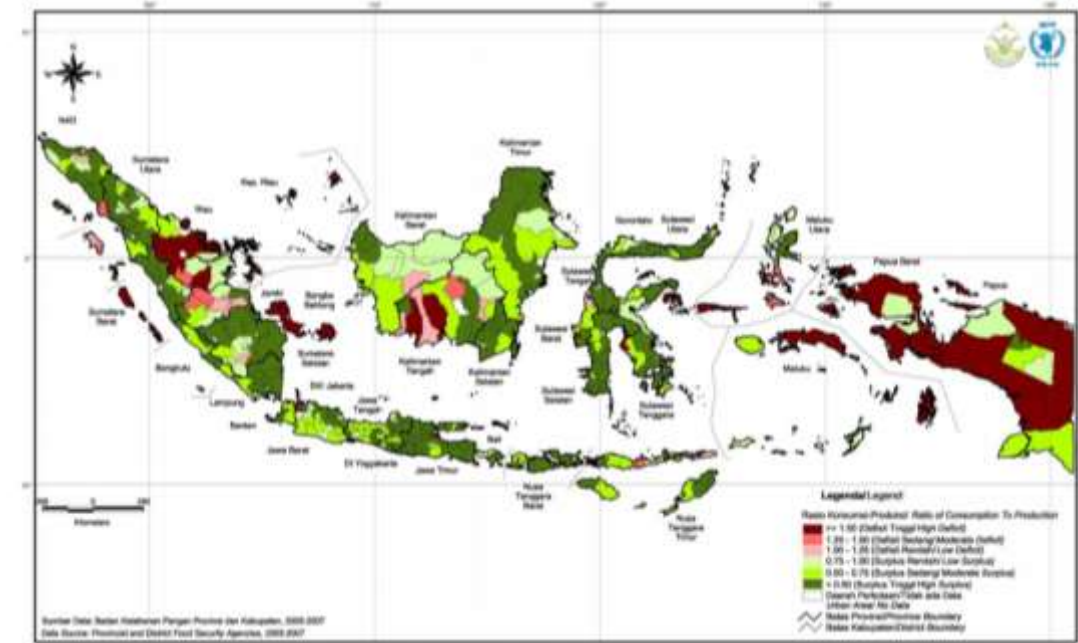 N
W E
S
NAD
Sumatera
Utara
Riau
Kep. Riau
Kalimantan
Timur
Kalimantan
Barat
Gorontalo
Sulawesi
Utara
Maluku
Utara
Papua Barat
Papua
Sulawesi
Tengah
Jambi
Bangka
Belitung
Sumatera
Barat
Sumatera
Selatan
Bengkulu
Sulawesi
Barat
Kalimantan
Tengah
Kalimantan
Selatan
Maluku
Lampung
DKI Jakarta
Jawa
Tengah
Sulawesi
Selatan
Sulawesi
Tenggara
Banten
Jawa Barat
DI Yogyakarta
Jawa Timur
Bali
Nusa
Tenggara
Barat
Nusa
Tenggara
Timur
Kilometers
Legenda/Legend
Rasio Konsumsi-Produksi/ Ratio of Consumption To Production
>= 1.50 (Defisit Tinggi/High Deficit)
1.25 - 1.50 (Defisit Sedang/Moderate Deficit)
1.00 - 1.25 (Defisit Rendah/ Low Deficit)
0.75 - 1.00 (Surplus Rendah/ Low Surplus)
0.50 - 0.75 (Surplus Sedang/Moderate Surplus)
< 0.50 (Surplus Tinggi/High Surplus)
Daerah Perkotaan/Tidak ada Data
Urban Area/ No Data
Batas Provinsi/Province Boundary
Batas Kabupaten/District Boundary
Sumber Data: Badan Ketahanan Pangan Provinsi dan Kabupaten, 2005-2007
Data Source: Provincial and District Food Security Agencies, 2005-2007